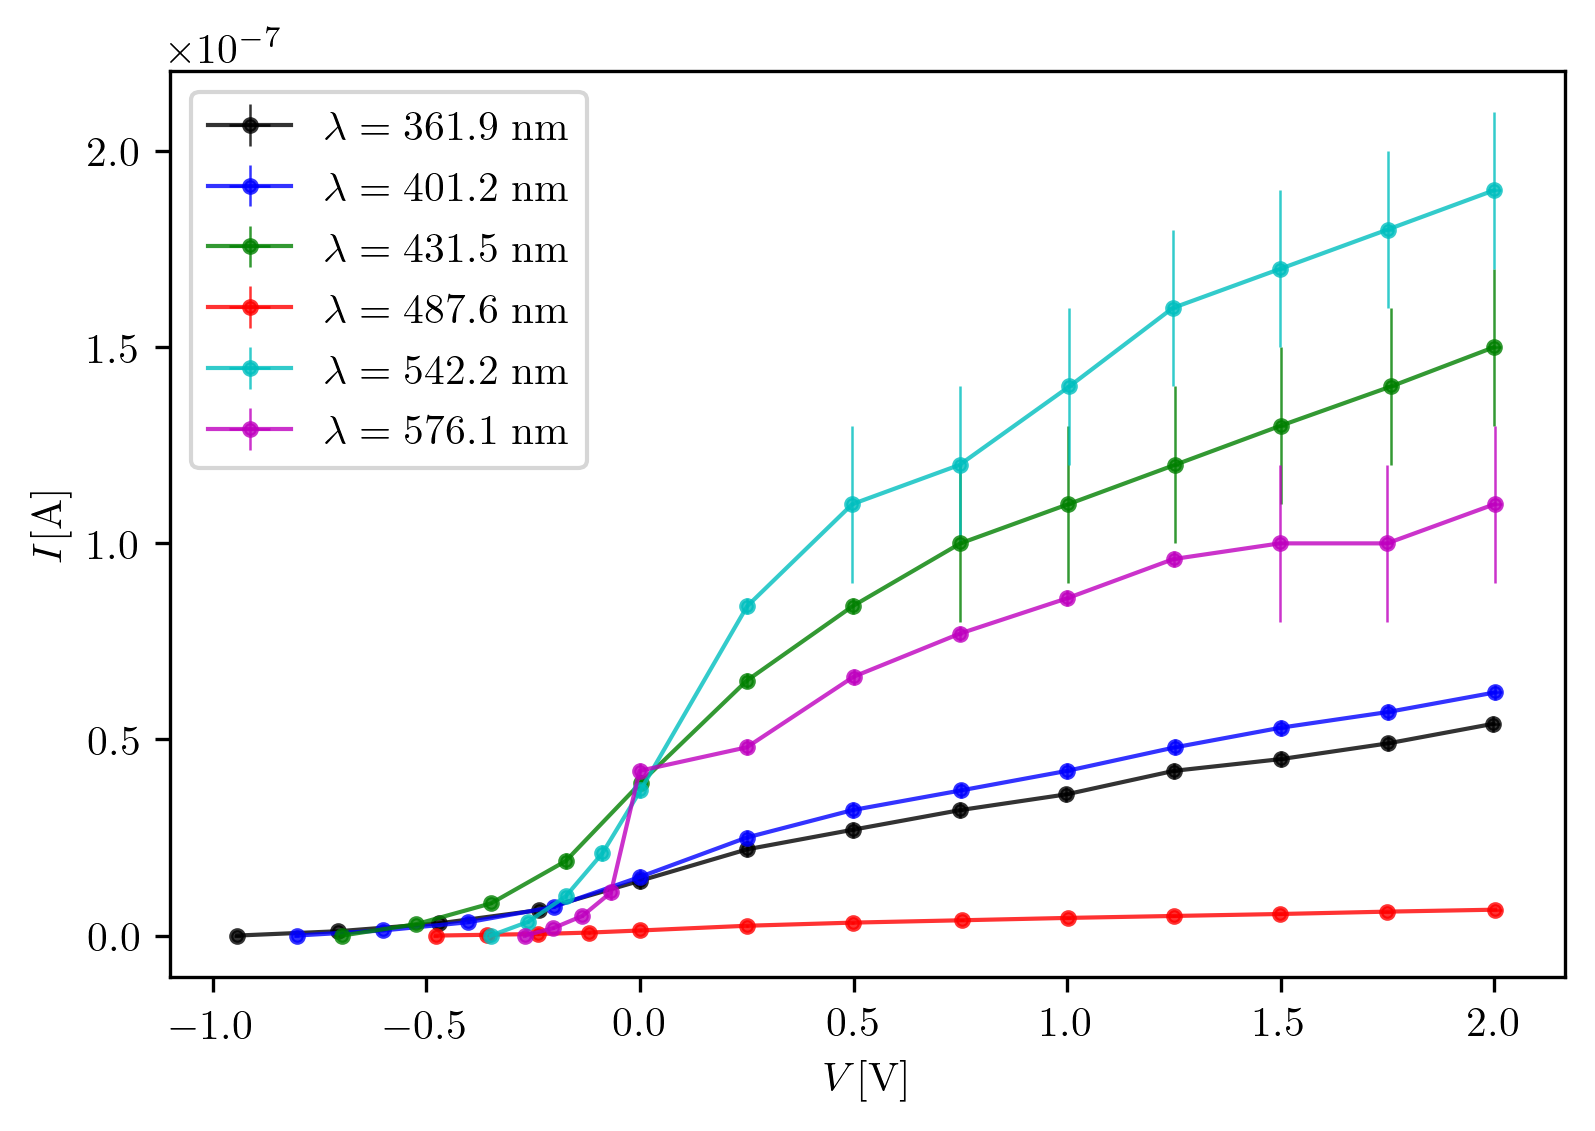 ×10⁻⁷
λ = 361.9 nm
λ = 401.2 nm
λ = 431.5 nm
λ = 487.6 nm
λ = 542.2 nm
λ = 576.1 nm
2.0
1.5
1.0
0.5
0.0
I[A]
−1.0 −0.5 0.0 0.5 1.0 1.5 2.0
V[V]